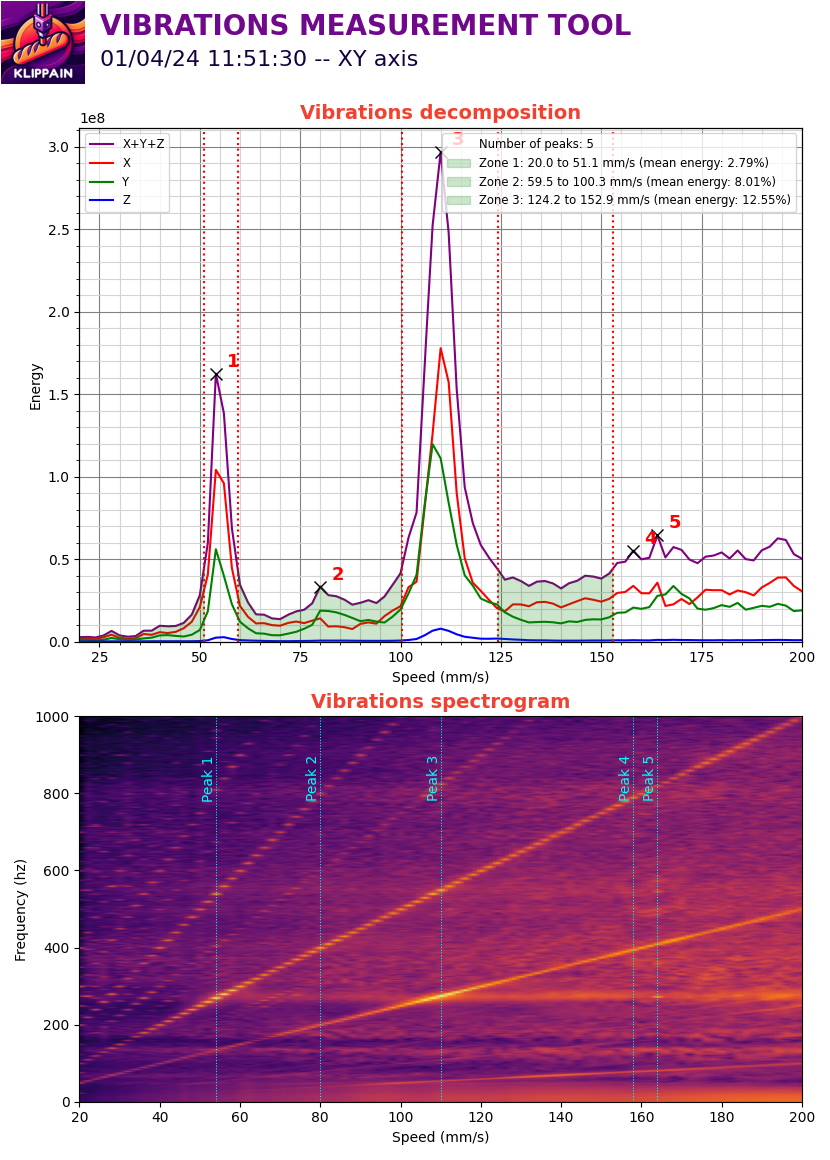 KLIPPAIN
VIBRATIONS MEASUREMENT TOOL
01/04/24 11:51:30 -- XY axis
Vibrations decomposition
1e8
3.0
2.5
2.0
1.5
1.0
0.5
0.0
Energy
X+Y+Z
X
Y
Z
Number of peaks: 5
Zone 1: 20.0 to 51.1 mm/s (mean energy: 2.79%)
Zone 2: 59.5 to 100.3 mm/s (mean energy: 8.01%)
Zone 3: 124.2 to 152.9 mm/s (mean energy: 12.55%)
1
2
3
4
5
25 50 75 100 125 150 175 200
Speed (mm/s)
Vibrations spectrogram
1000
800
600
400
200
0
Frequency (hz)
Peak 1
Peak 2
Peak 3
Peak 4
Peak 5
20 40 60 80 100 120 140 160 180 200
Speed (mm/s)